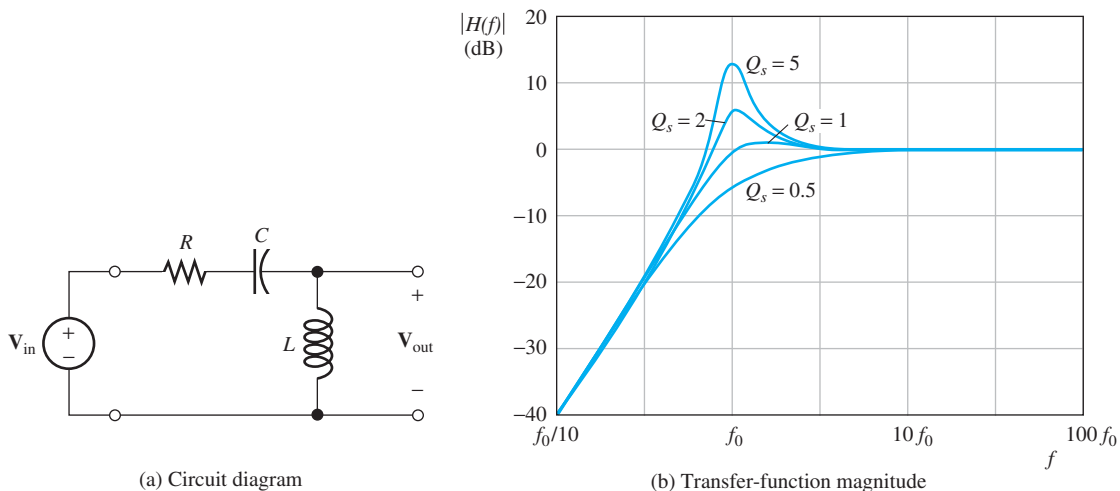 R
C
V_in
+
−
L
+
V_out
−
(a) Circuit diagram
|H(f)|
(dB)
20
10
0
−10
−20
−30
−40
Q_s = 5
Q_s = 2
Q_s = 1
Q_s = 0.5
f_0/10
f_0
10 f_0
100 f_0
f
(b) Transfer-function magnitude